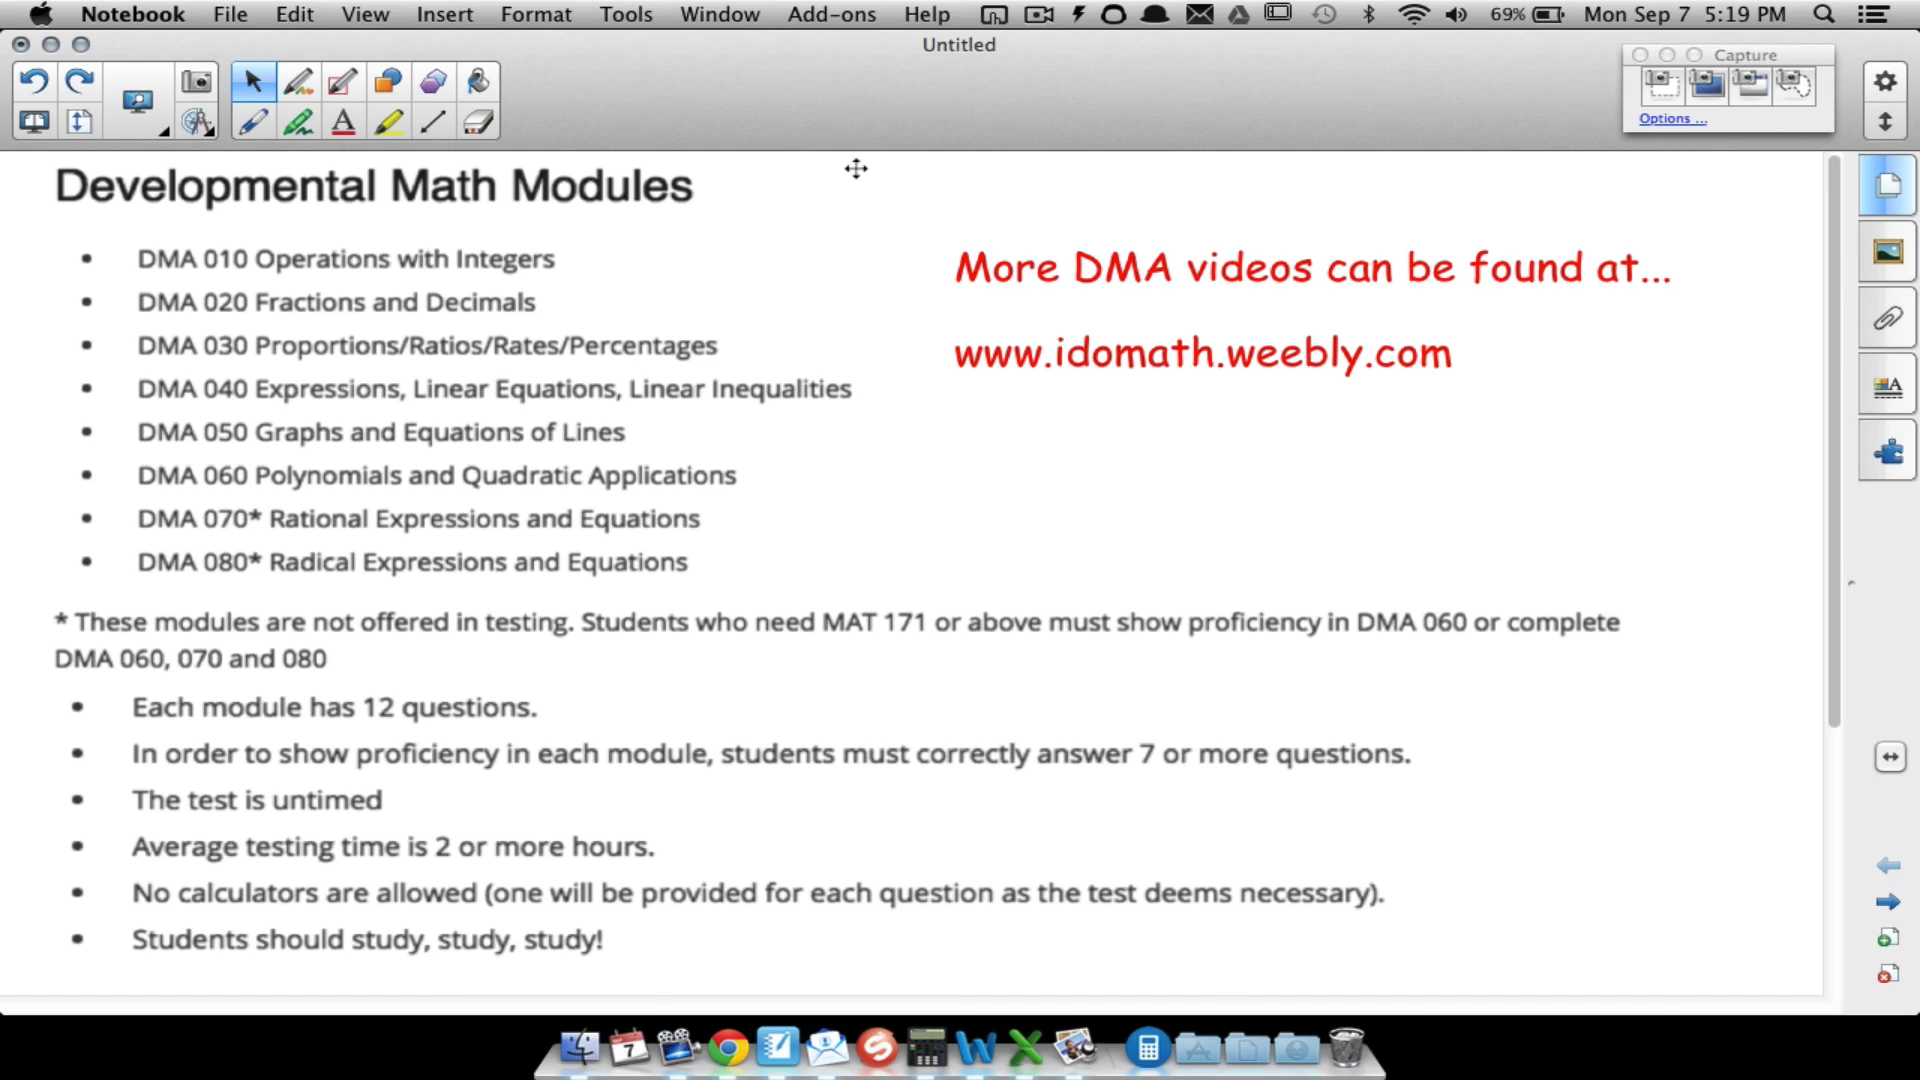 Notebook File Edit View Insert Format Tools Window Add-ons Help 69% Mon Sep 7 5:19 PM
Untitled
Capture
Options ...
Developmental Math Modules
• DMA 010 Operations with Integers
• DMA 020 Fractions and Decimals
• DMA 030 Proportions/Ratios/Rates/Percentages
• DMA 040 Expressions, Linear Equations, Linear Inequalities
• DMA 050 Graphs and Equations of Lines
• DMA 060 Polynomials and Quadratic Applications
• DMA 070* Rational Expressions and Equations
• DMA 080* Radical Expressions and Equations
More DMA videos can be found at...
www.idomath.weebly.com
* These modules are not offered in testing. Students who need MAT 171 or above must show proficiency in DMA 060 or complete
DMA 060, 070 and 080
• Each module has 12 questions.
• In order to show proficiency in each module, students must correctly answer 7 or more questions.
• The test is untimed
• Average testing time is 2 or more hours.
• No calculators are allowed (one will be provided for each question as the test deems necessary).
• Students should study, study, study!
7